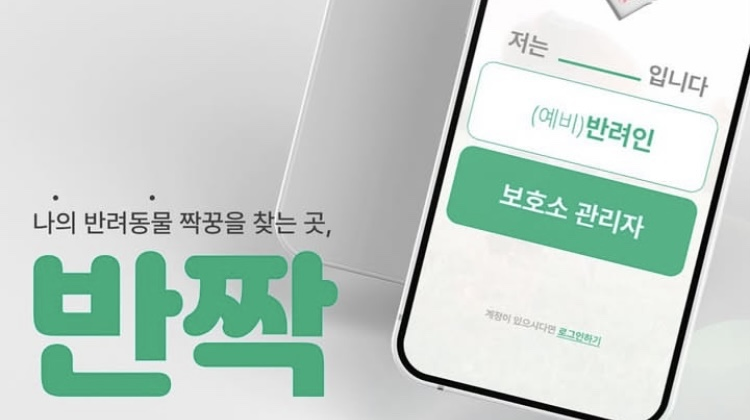 나의 반려동물 짝꿍을 찾는 곳,
반짝
저는 ______ 입니다
(예비)반려인
보호소 관리자
계정이 있으시다면 로그인하기